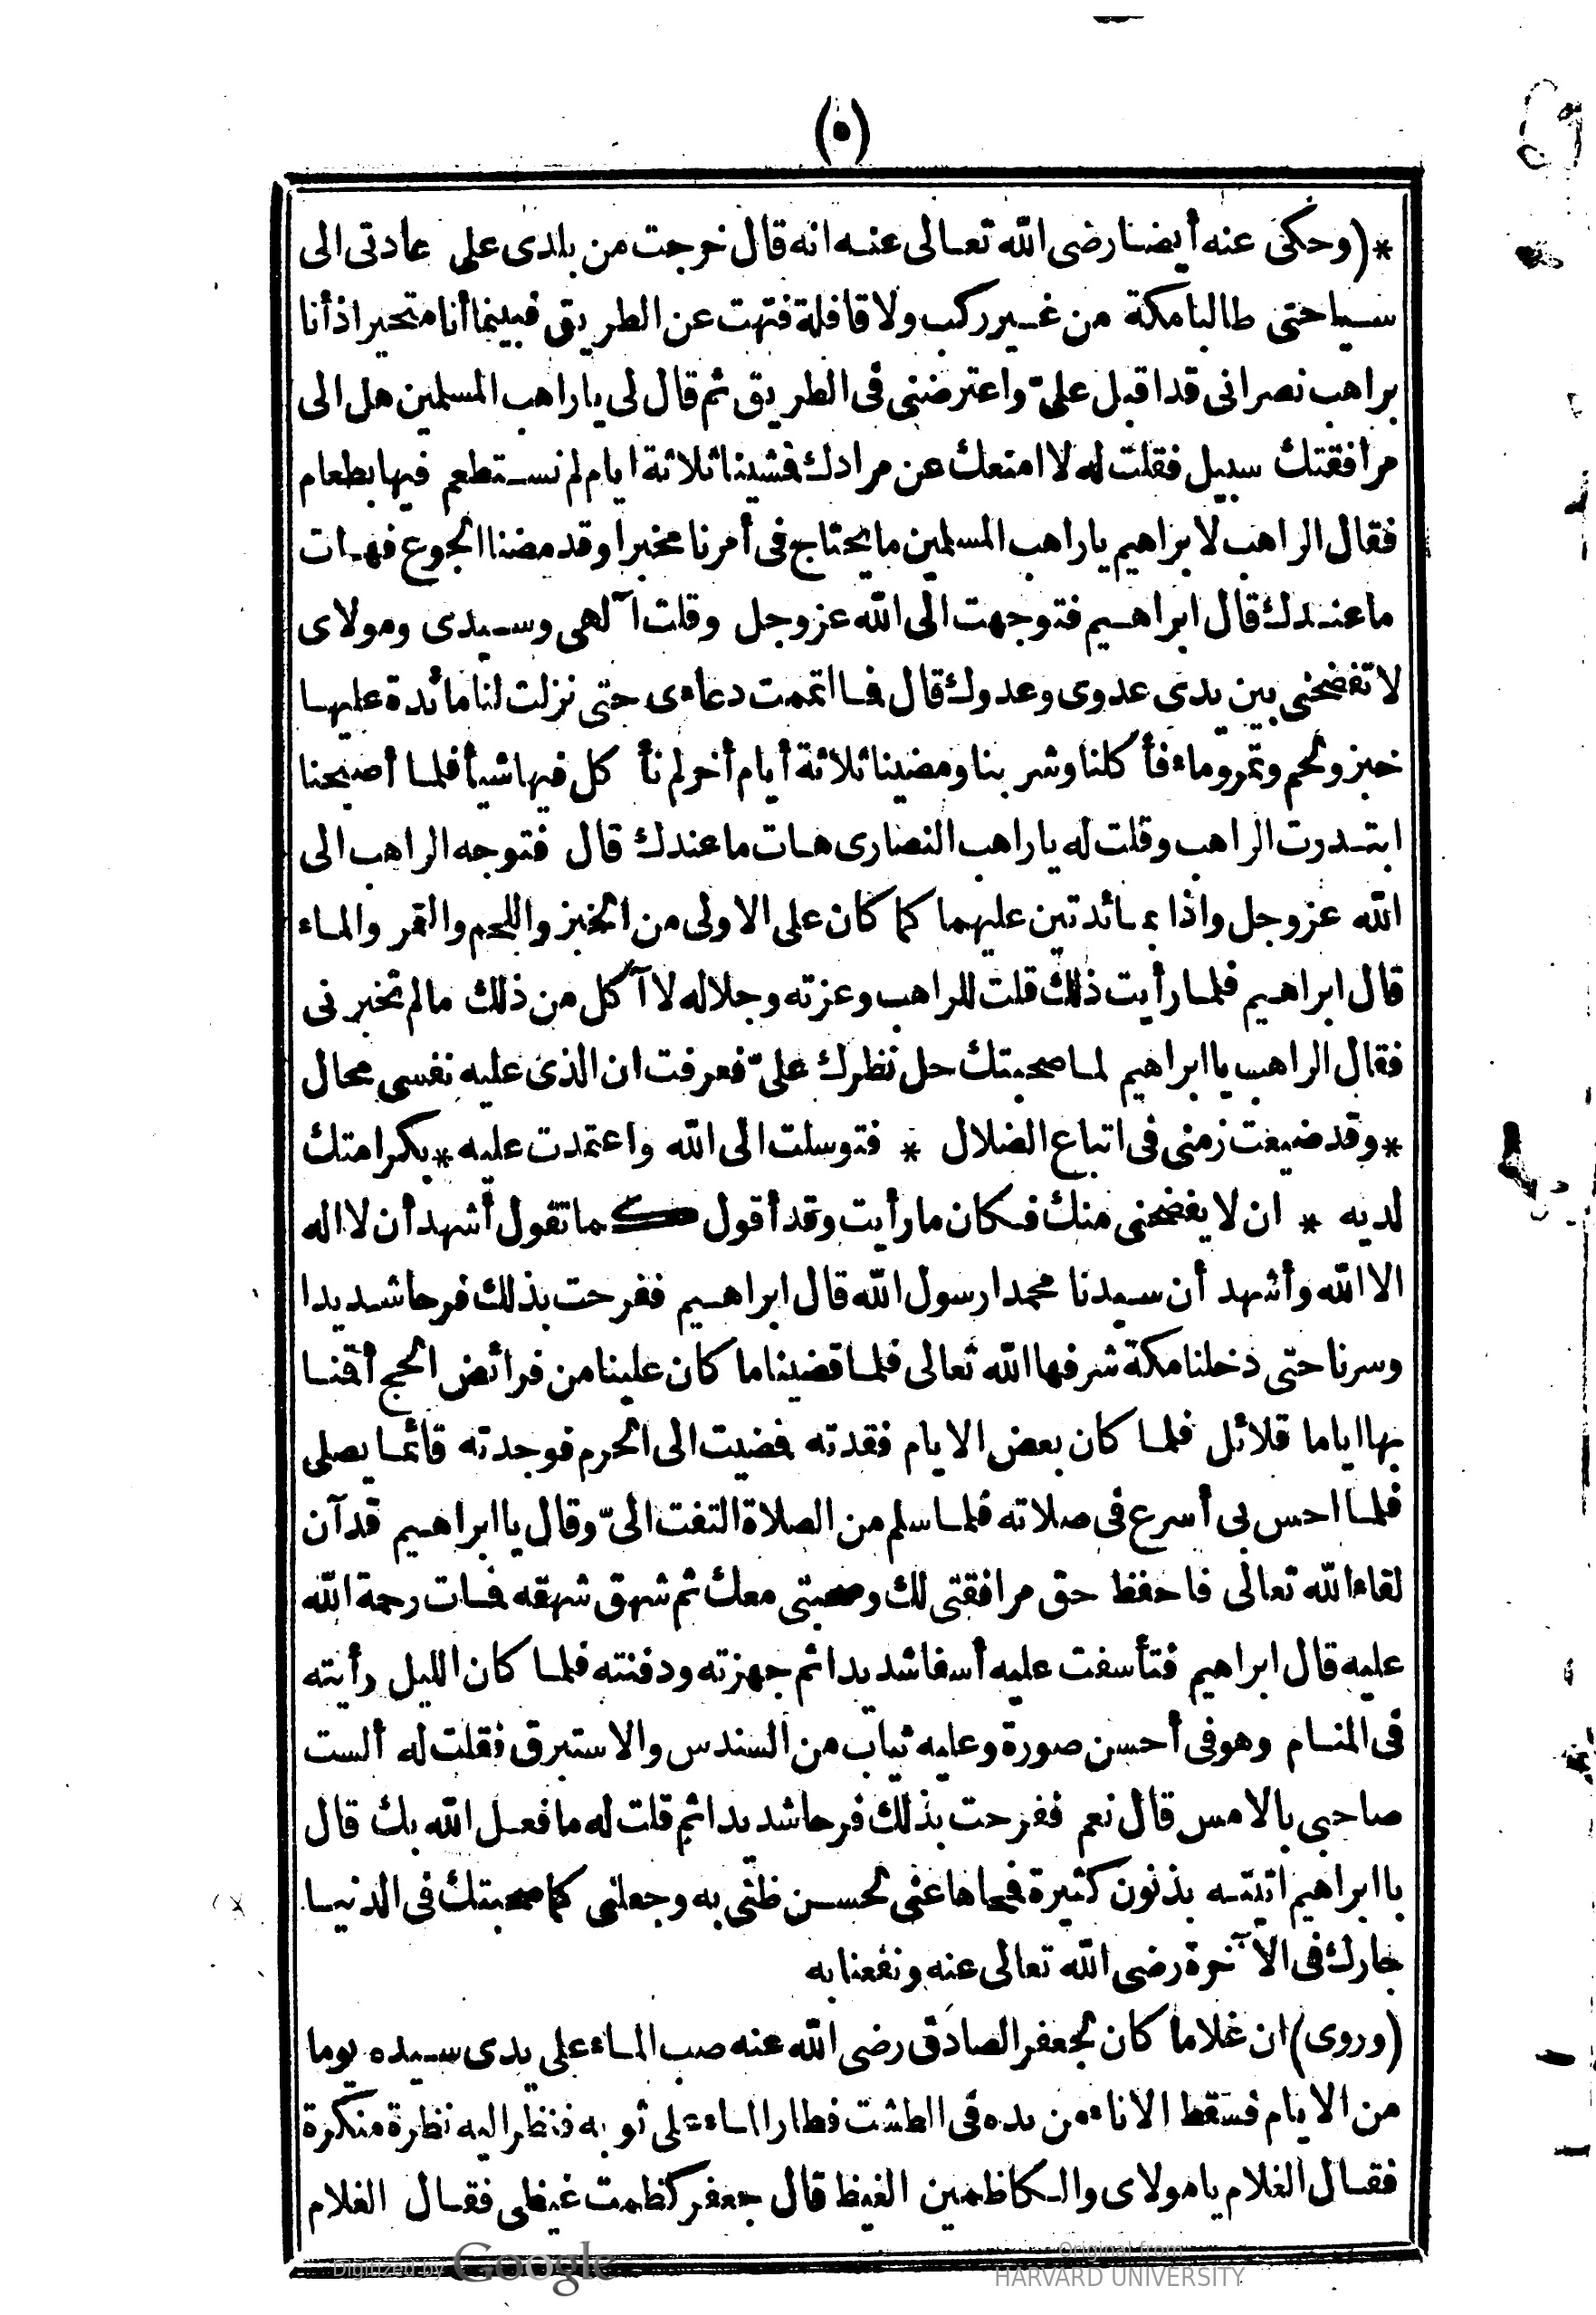 (٥)
*(وحكى عنه أيضا رضى الله تعالى عنه انه قال خرجت من بلدى على عادتى الى
سياحتى طالبا مكة من غير ركب ولا قافلة فتهت عن الطريق فبينما أنا متحير اذ أنا
براهب نصرانى قد اقبل علىّ واعترضنى فى الطريق ثم قال لى يا راهب المسلمين هل الى
مرافقتك سبيل فقلت له لا امنعك عن مرادك فمشينا ثلاثة ايام لم نستطعم فيها بطعام
فقال الراهب لابراهيم يا راهب المسلمين ما يحتاج فى أمرنا مخبرا وقد مضنا الجوع فهات
ما عندك قال ابراهيم فتوجهت الى الله عز وجل وقلت آلهى وسيدى ومولاى
لا تفضحنى بين يدى عدوى وعدوك قال فما اتممت دعاءى حتى نزلت لنا مائدة عليها
خبز ولحم وتمر وماء فأكلنا وشربنا ومضينا ثلاثة أيام أخر لم نأكل فيها شيأ فلما أصبحنا
ابتدرت الراهب وقلت له يا راهب النصارى هات ما عندك قال فتوجه الراهب الى
الله عز وجل واذا بمائدتين عليهما كما كان على الاولى من الخبز واللحم والتمر والماء
قال ابراهيم فلما رأيت ذلك قلت للراهب وعزته وجلاله لا آكل من ذلك مالم تخبرنى
فقال الراهب يا ابراهيم لما صحبتك حل نظرك علىّ فعرفت ان الذى عليه نفسى محال
*وقد ضيعت زمنى فى اتباع الضلال * فتوسلت الى الله واعتمدت عليه * بكرامتك
لديه * ان لا يفضحنى منك فكان ما رأيت وقد أقول كما تقول أشهد أن لا اله
الا الله وأشهد أن سيدنا محمدا رسول الله قال ابراهيم ففرحت بذلك فرحا شديدا
وسرنا حتى دخلنا مكة شرفها الله تعالى فلما قضينا ما كان علينا من فرائض الحج أقمنا
بها اياما قلائل فلما كان بعض الايام فقدته فمضيت الى الحرم فوجدته قائما يصلى
فلما احس بى أسرع فى صلاته فلما سلم من الصلاة التفت الىّ وقال يا ابراهيم قد آن
لقاء الله تعالى فاحفظ حق مرافقتى لك وصحبتى معك ثم شهق شهقه فمات رحمة الله
عليه قال ابراهيم فتأسفت عليه أسفا شديدا ثم جهزته ودفنته فلما كان الليل رأيته
فى المنام وهو فى أحسن صورة وعليه ثياب من السندس والاستبرق فقلت له ألست
صاحبى بالامس قال نعم ففرحت بذلك فرحا شديدا ثم قلت له ما فعل الله بك قال
يا ابراهيم اتيته بذنون كثيرة فمحاها عنى لحسن ظنى به وجعلنى كما صحبتك فى الدنيا
جارك فى الآخرة رضى الله تعالى عنه ونفعنا به
(وروى) ان غلاما كان لجعفر الصادق رضى الله عنه صب الماء على يدى سيده يوما
من الايام فسقط الاناء من يده فى الطشت فطار الماء على ثوبه فنظر اليه نظرة منكرة
فقال الغلام يا مولاى والكاظمين الغيظ قال جعفر كظمت غيظى فقال الغلام
Digitized by Google
Original from
HARVARD UNIVERSITY